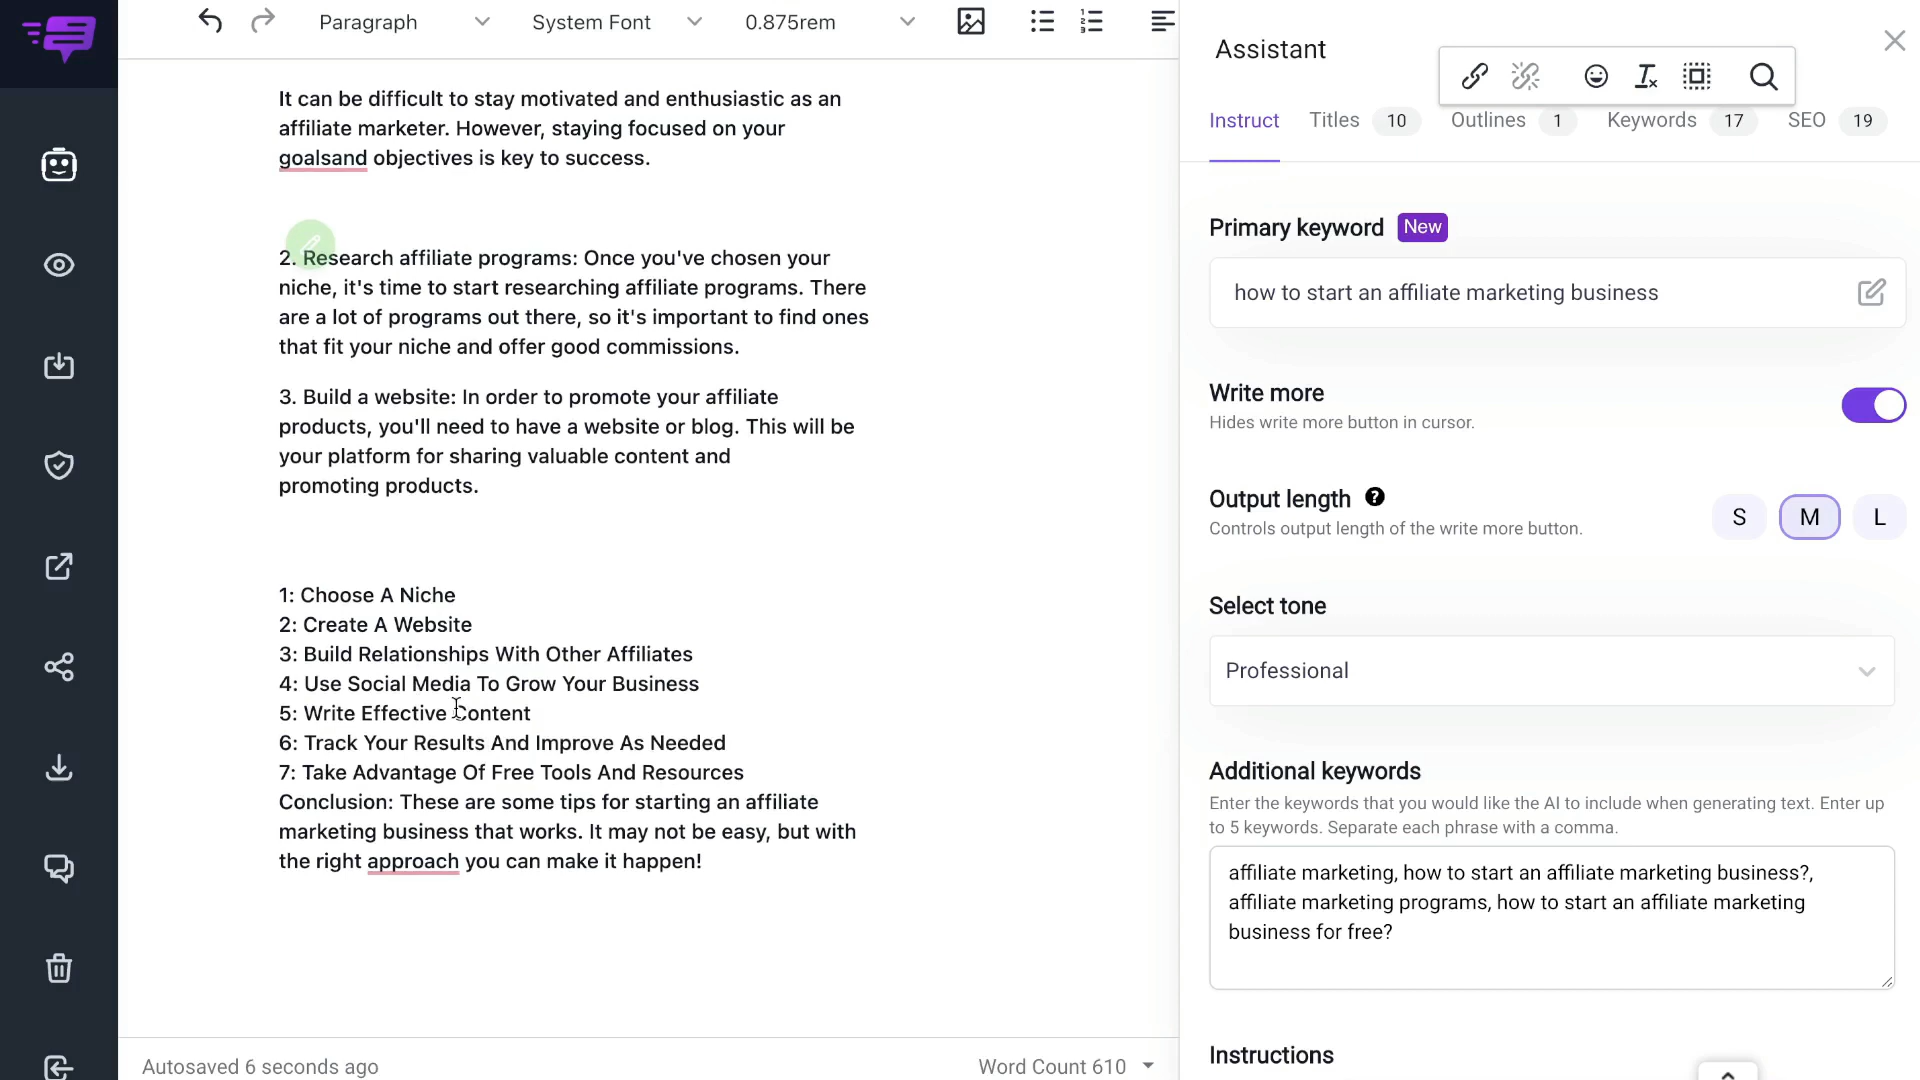 Paragraph
System Font
0.875rem
Assistant
Instruct
Titles 10
Outlines 1
Keywords 17
SEO 19
It can be difficult to stay motivated and enthusiastic as an
affiliate marketer. However, staying focused on your
goalsand objectives is key to success.
2. Research affiliate programs: Once you've chosen your
niche, it's time to start researching affiliate programs. There
are a lot of programs out there, so it's important to find ones
that fit your niche and offer good commissions.
3. Build a website: In order to promote your affiliate
products, you'll need to have a website or blog. This will be
your platform for sharing valuable content and
promoting products.
1: Choose A Niche
2: Create A Website
3: Build Relationships With Other Affiliates
4: Use Social Media To Grow Your Business
5: Write Effective Content
6: Track Your Results And Improve As Needed
7: Take Advantage Of Free Tools And Resources
Conclusion: These are some tips for starting an affiliate
marketing business that works. It may not be easy, but with
the right approach you can make it happen!
Autosaved 6 seconds ago
Word Count 610
Primary keyword New
how to start an affiliate marketing business
Write more
Hides write more button in cursor.
Output length ?
Controls output length of the write more button.
S M L
Select tone
Professional
Additional keywords
Enter the keywords that you would like the AI to include when generating text. Enter up
to 5 keywords. Separate each phrase with a comma.
affiliate marketing, how to start an affiliate marketing business?,
affiliate marketing programs, how to start an affiliate marketing
business for free?
Instructions